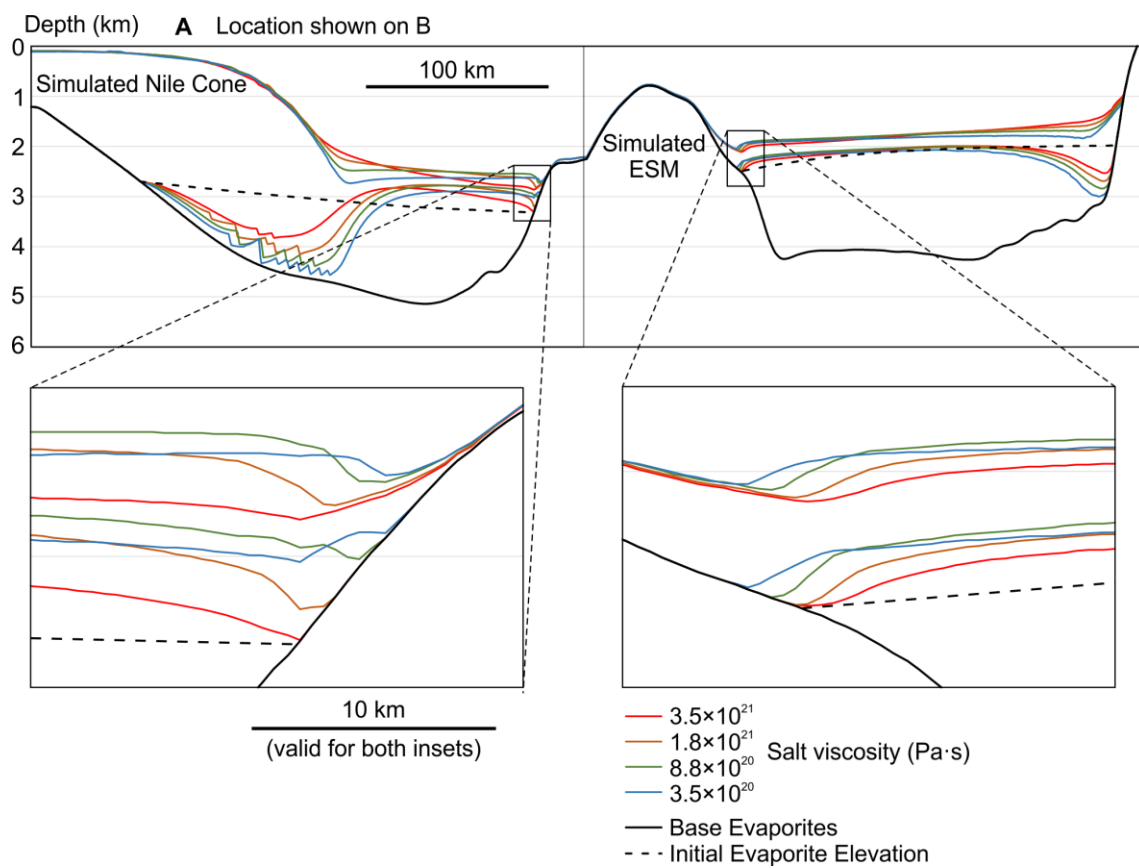 Depth (km) A Location shown on B
0
Simulated Nile Cone
100 km
1
Simulated
ESM
2
3
4
5
6
10 km
(valid for both insets)
3.5×10²¹
1.8×10²¹
Salt viscosity (Pa·s)
8.8×10²⁰
3.5×10²⁰
Base Evaporites
Initial Evaporite Elevation